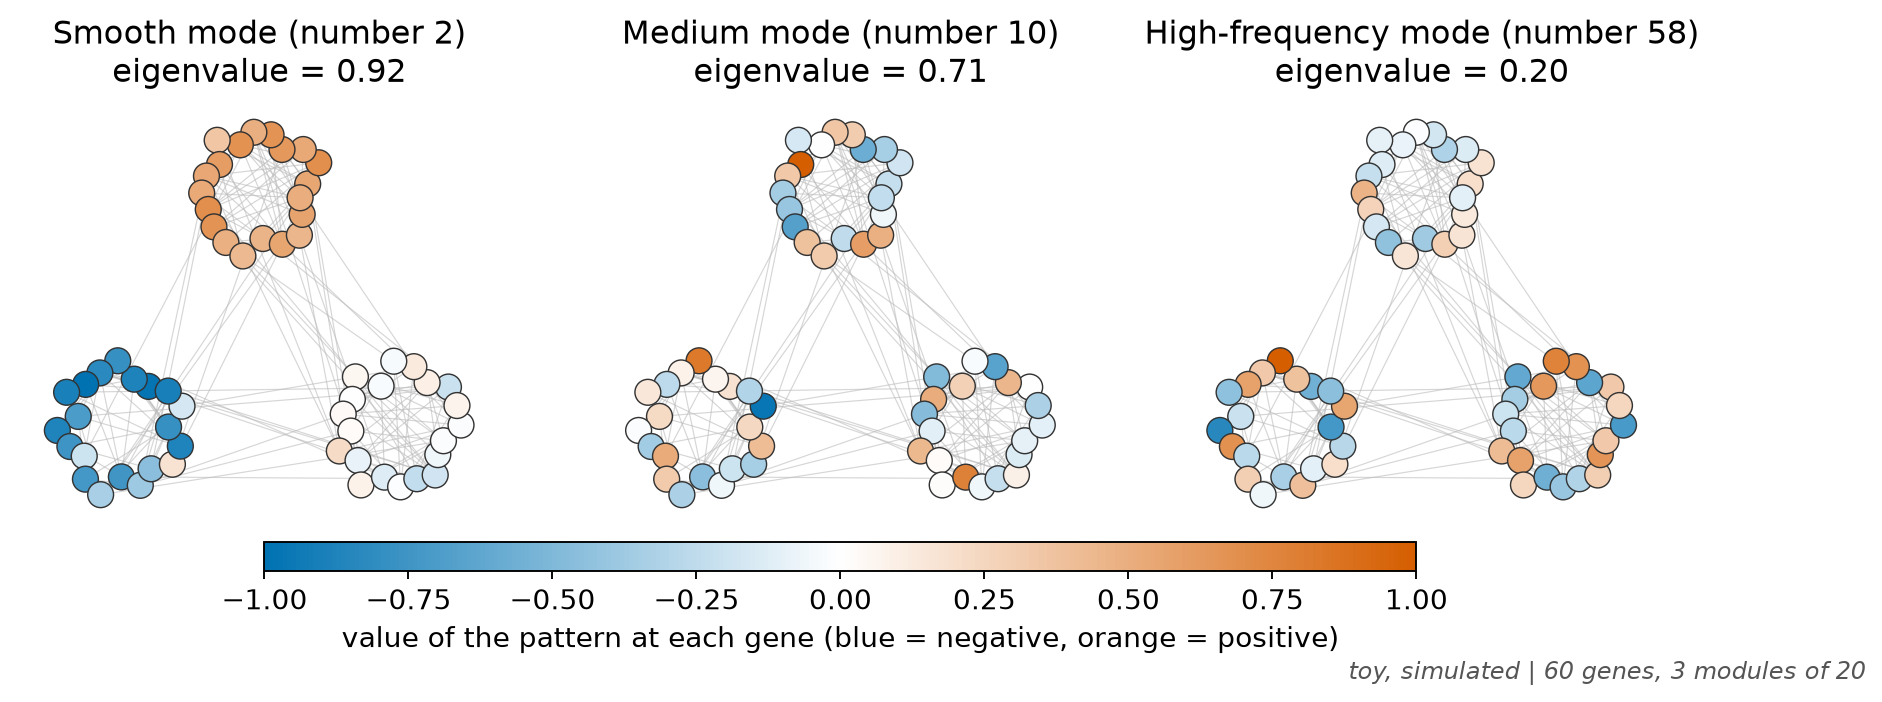 Smooth mode (number 2)
eigenvalue = 0.92
Medium mode (number 10)
eigenvalue = 0.71
High-frequency mode (number 58)
eigenvalue = 0.20
−1.00 −0.75 −0.50 −0.25 0.00 0.25 0.50 0.75 1.00
value of the pattern at each gene (blue = negative, orange = positive)
toy, simulated | 60 genes, 3 modules of 20